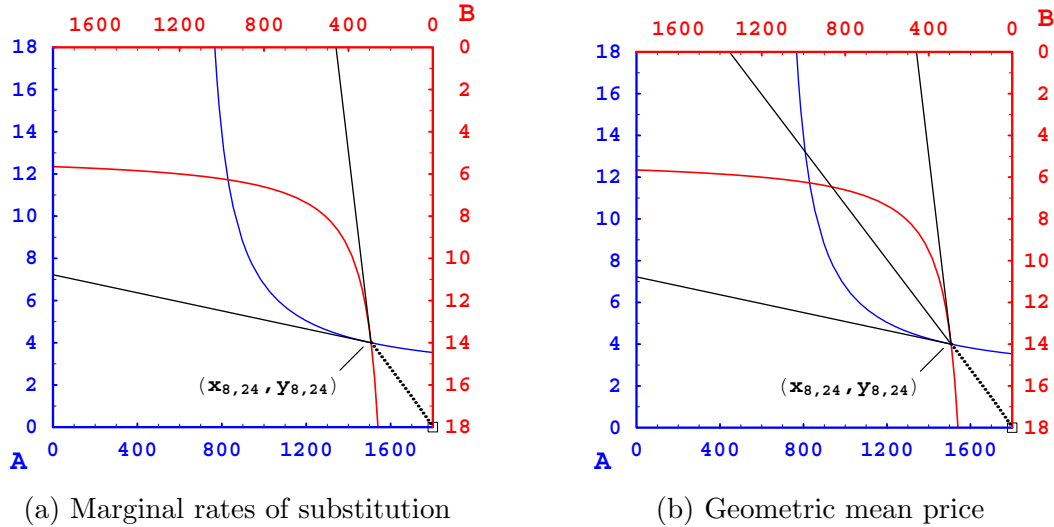 1600 1200 800 400 0 B
18 16 14 12 10 8 6 4 2 0
0 2 4 6 8 10 12 14 16 18
(x8,24,y8,24)
A 0 400 800 1200 1600
(a) Marginal rates of substitution
1600 1200 800 400 0 B
18 16 14 12 10 8 6 4 2 0
0 2 4 6 8 10 12 14 16 18
(x8,24,y8,24)
A 0 400 800 1200 1600
(b) Geometric mean price